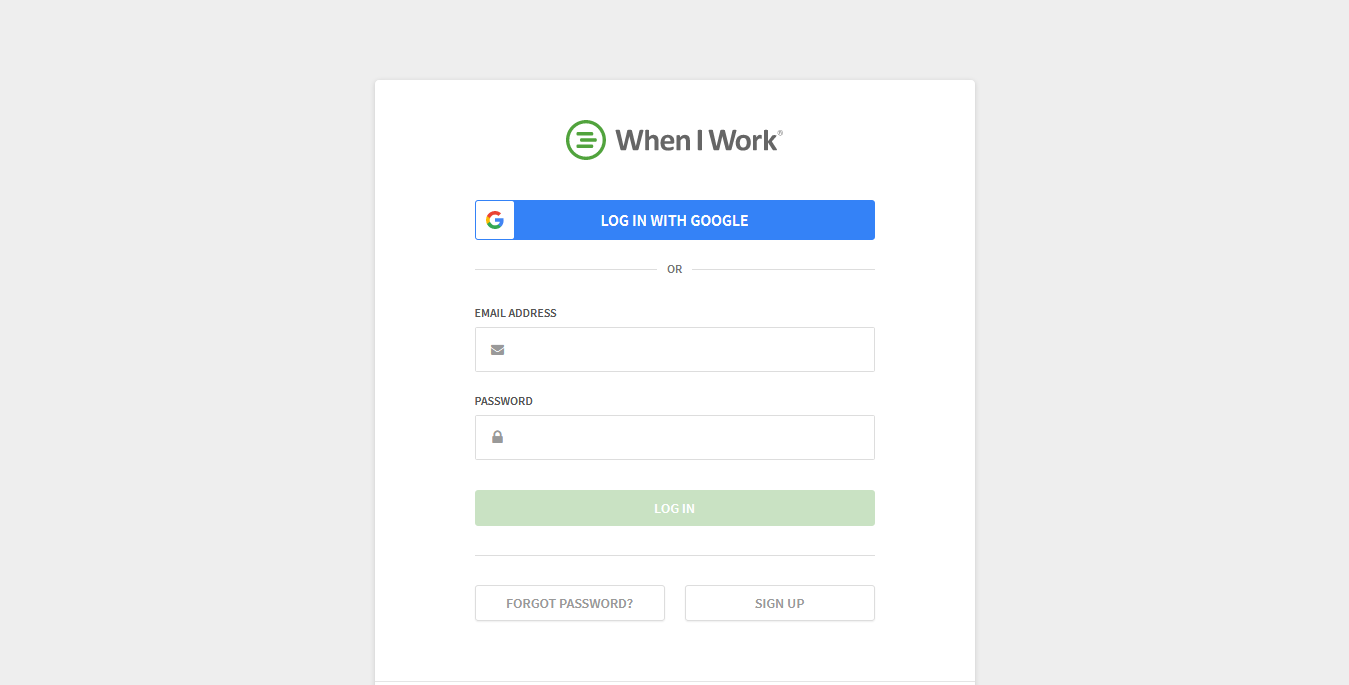 When I Work®
LOG IN WITH GOOGLE
OR
EMAIL ADDRESS
PASSWORD
LOG IN
FORGOT PASSWORD?
SIGN UP